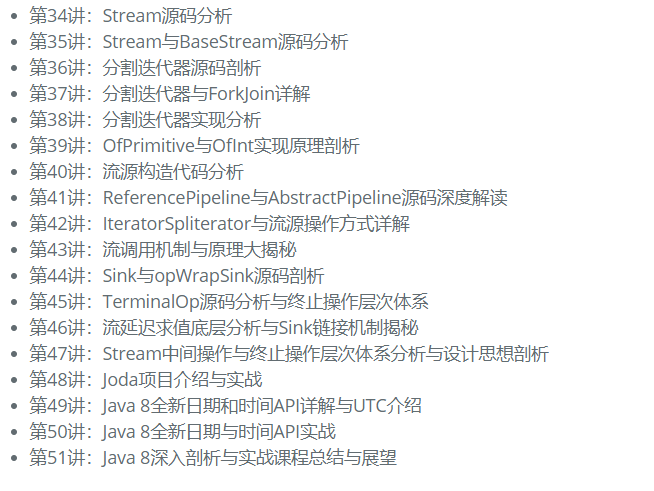 第34讲：Stream源码分析
第35讲：Stream与BaseStream源码分析
第36讲：分割迭代器源码剖析
第37讲：分割迭代器与ForkJoin详解
第38讲：分割迭代器实现分析
第39讲：OfPrimitive与OfInt实现原理剖析
第40讲：流源构造代码分析
第41讲：ReferencePipeline与AbstractPipeline源码深度解读
第42讲：IteratorSpliterator与流源操作方式详解
第43讲：流调用机制与原理大揭秘
第44讲：Sink与opWrapSink源码剖析
第45讲：TerminalOp源码分析与终止操作层次体系
第46讲：流延迟求值底层分析与Sink链接机制揭秘
第47讲：Stream中间操作与终止操作层次体系分析与设计思想剖析
第48讲：Joda项目介绍与实战
第49讲：Java 8全新日期和时间API详解与UTC介绍
第50讲：Java 8全新日期与时间API实战
第51讲：Java 8深入剖析与实战课程总结与展望